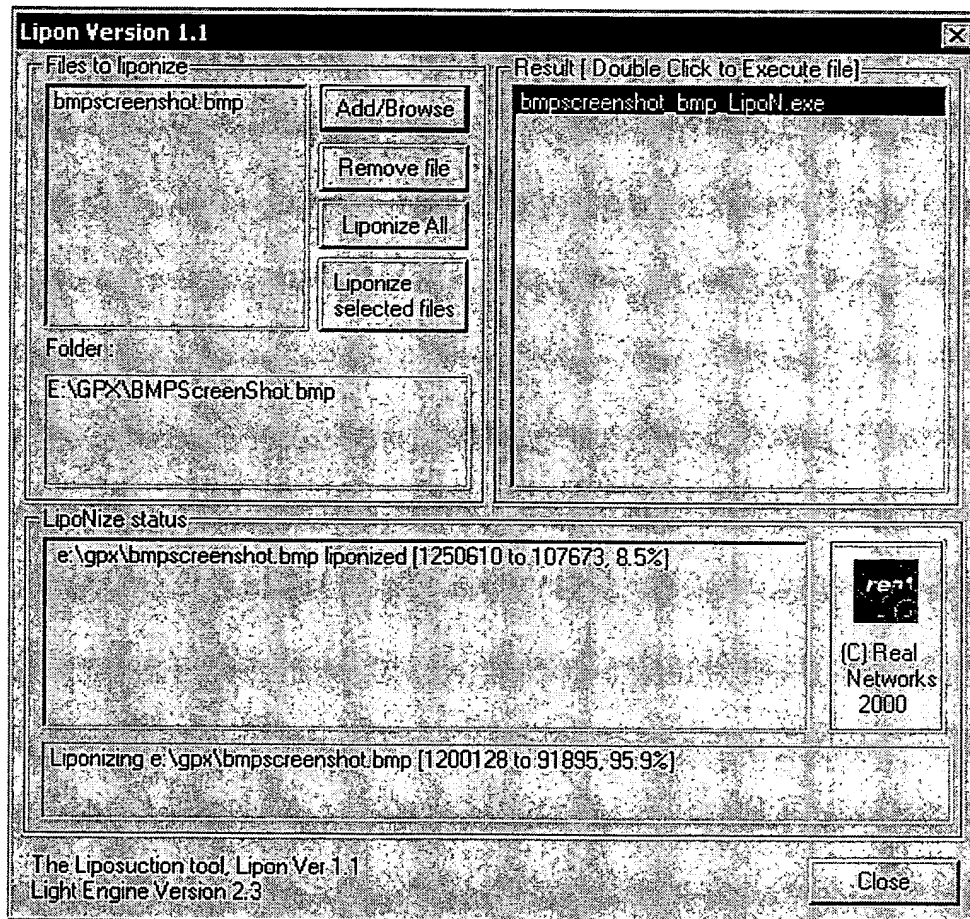 Lipon Version 1.1
Files to liponize
bmpscreenshot.bmp
Add/Browse
Remove file
Liponize All
Liponize
selected files
Folder :
E:\GPX\BMPScreenShot.bmp
Result [ Double Click to Execute file]
bmpscreenshot_bmp_LipoN.exe
LipoNize status
e:\gpx\bmpscreenshot.bmp liponized [1250610 to 107673, 8.5%]
real
(C) Real
Networks
2000
Liponizing e:\gpx\bmpscreenshot.bmp [1200128 to 91895, 95.9%]
The Liposuction tool, Lipon Ver 1.1
Light Engine Version 2.3
Close